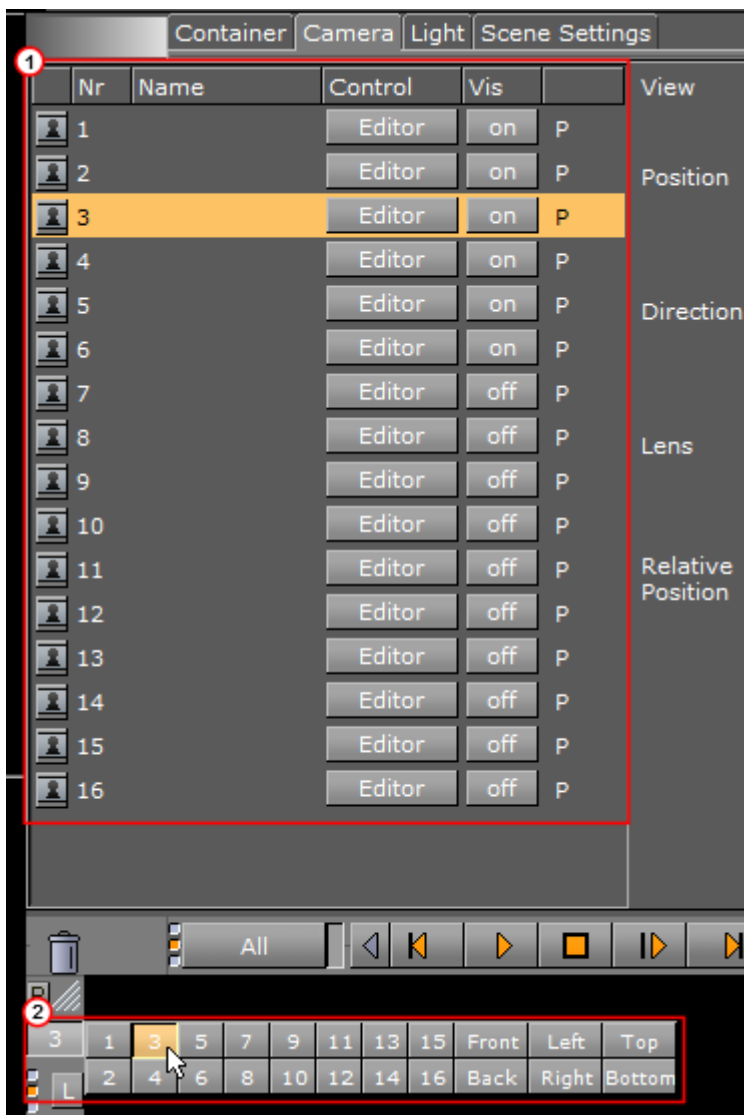 Container Camera Light Scene Settings
1
Nr Name Control Vis View
1 Editor on P
2 Editor on P Position
3 Editor on P
4 Editor on P
5 Editor on P Direction
6 Editor on P
7 Editor off P
8 Editor off P Lens
9 Editor off P
10 Editor off P
11 Editor off P Relative
12 Editor off P Position
13 Editor off P
14 Editor off P
15 Editor off P
16 Editor off P
All
2
3 1 3 5 7 9 11 13 15 Front Left Top
L 2 4 6 8 10 12 14 16 Back Right Bottom